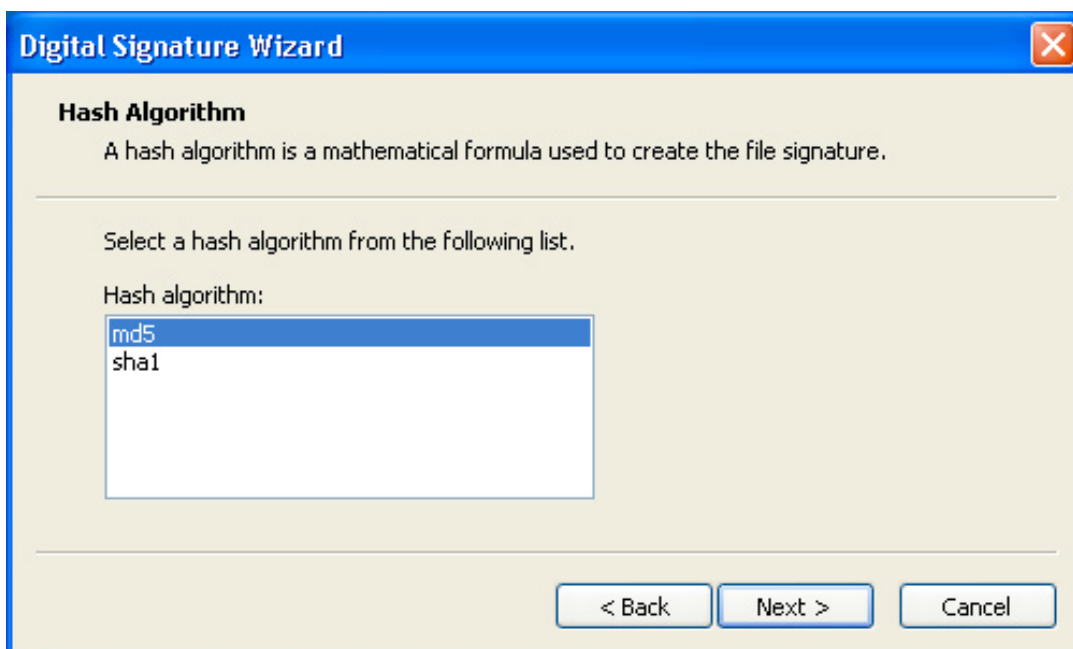 Digital Signature Wizard
Hash Algorithm
A hash algorithm is a mathematical formula used to create the file signature.
Select a hash algorithm from the following list.
Hash algorithm:
md5
sha1
< Back Next > Cancel